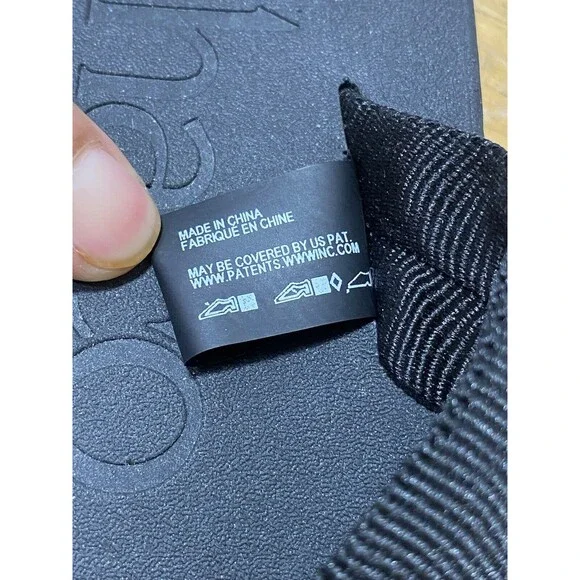 MADE IN CHINA
FABRIQUE EN CHINE
MAY BE COVERED BY US PAT.
WWW.PATENTS.WWWINC.COM